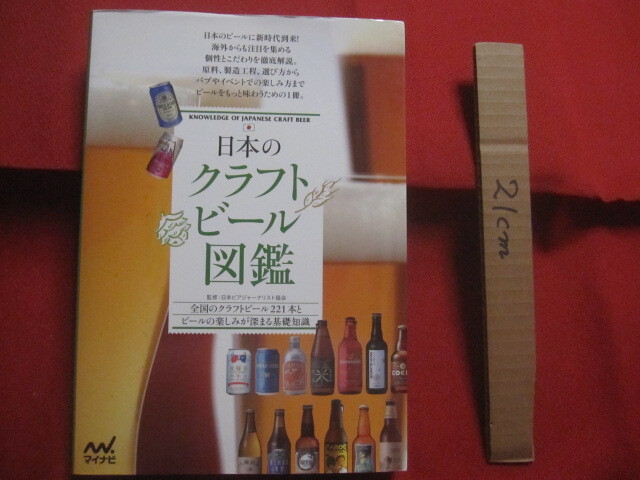 日本のビールに新時代到来!
海外からも注目を集める
個性とこだわりを徹底解説。
原料、製造工程、選び方から
パブやイベントでの楽しみ方まで
ビールをもっと味わうための1冊。
KNOWLEDGE OF JAPANESE CRAFT BEER
日本の
クラフト
ビール
図鑑
監修:日本ビアジャーナリスト協会
全国のクラフトビール221本と
ビールの楽しみが深まる基礎知識
マイナビ
21cm